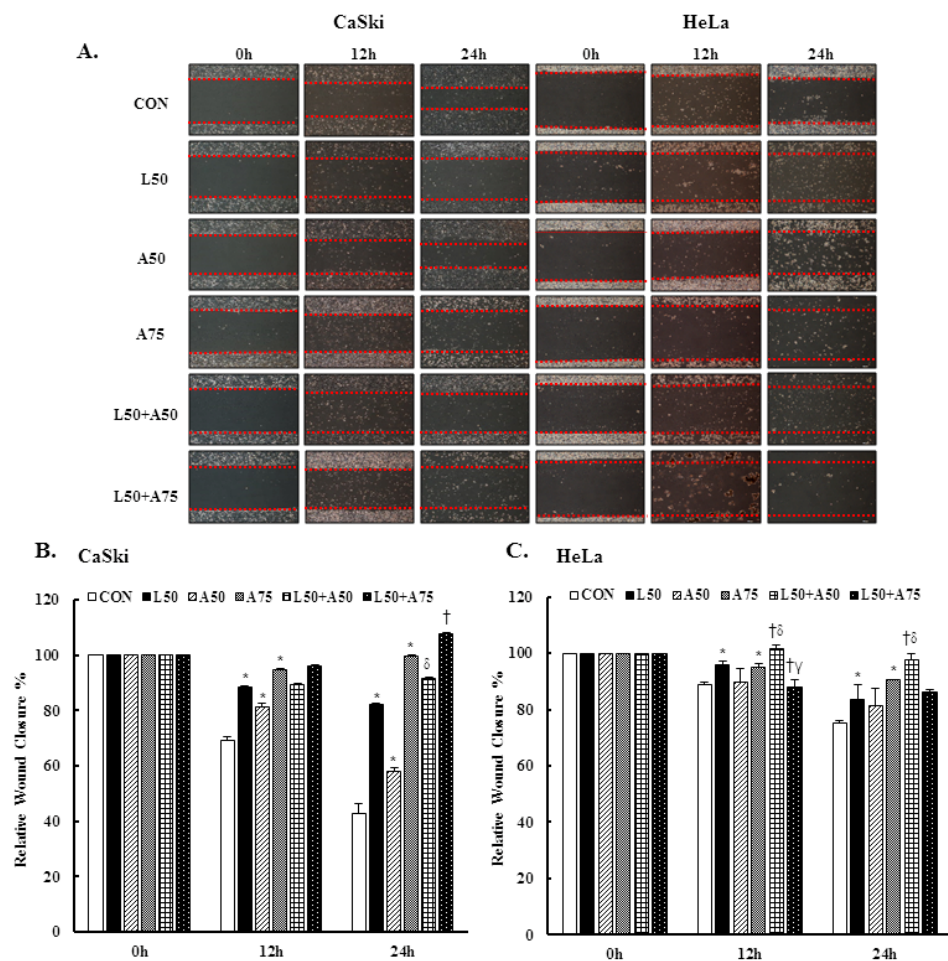 CaSki HeLa
A.
0h 12h 24h 0h 12h 24h
CON
L50
A50
A75
L50+A50
L50+A75
B. CaSki
CON L50 A50 A75 L50+A50 L50+A75
Relative Wound Closure %
120
100
80
60
40
20
0
* * *
* * * δ †
0h 12h 24h
C. HeLa
CON L50 A50 A75 L50+A50 L50+A75
Relative Wound Closure %
120
100
80
60
40
20
0
* * †δ †γ
* * †δ
0h 12h 24h